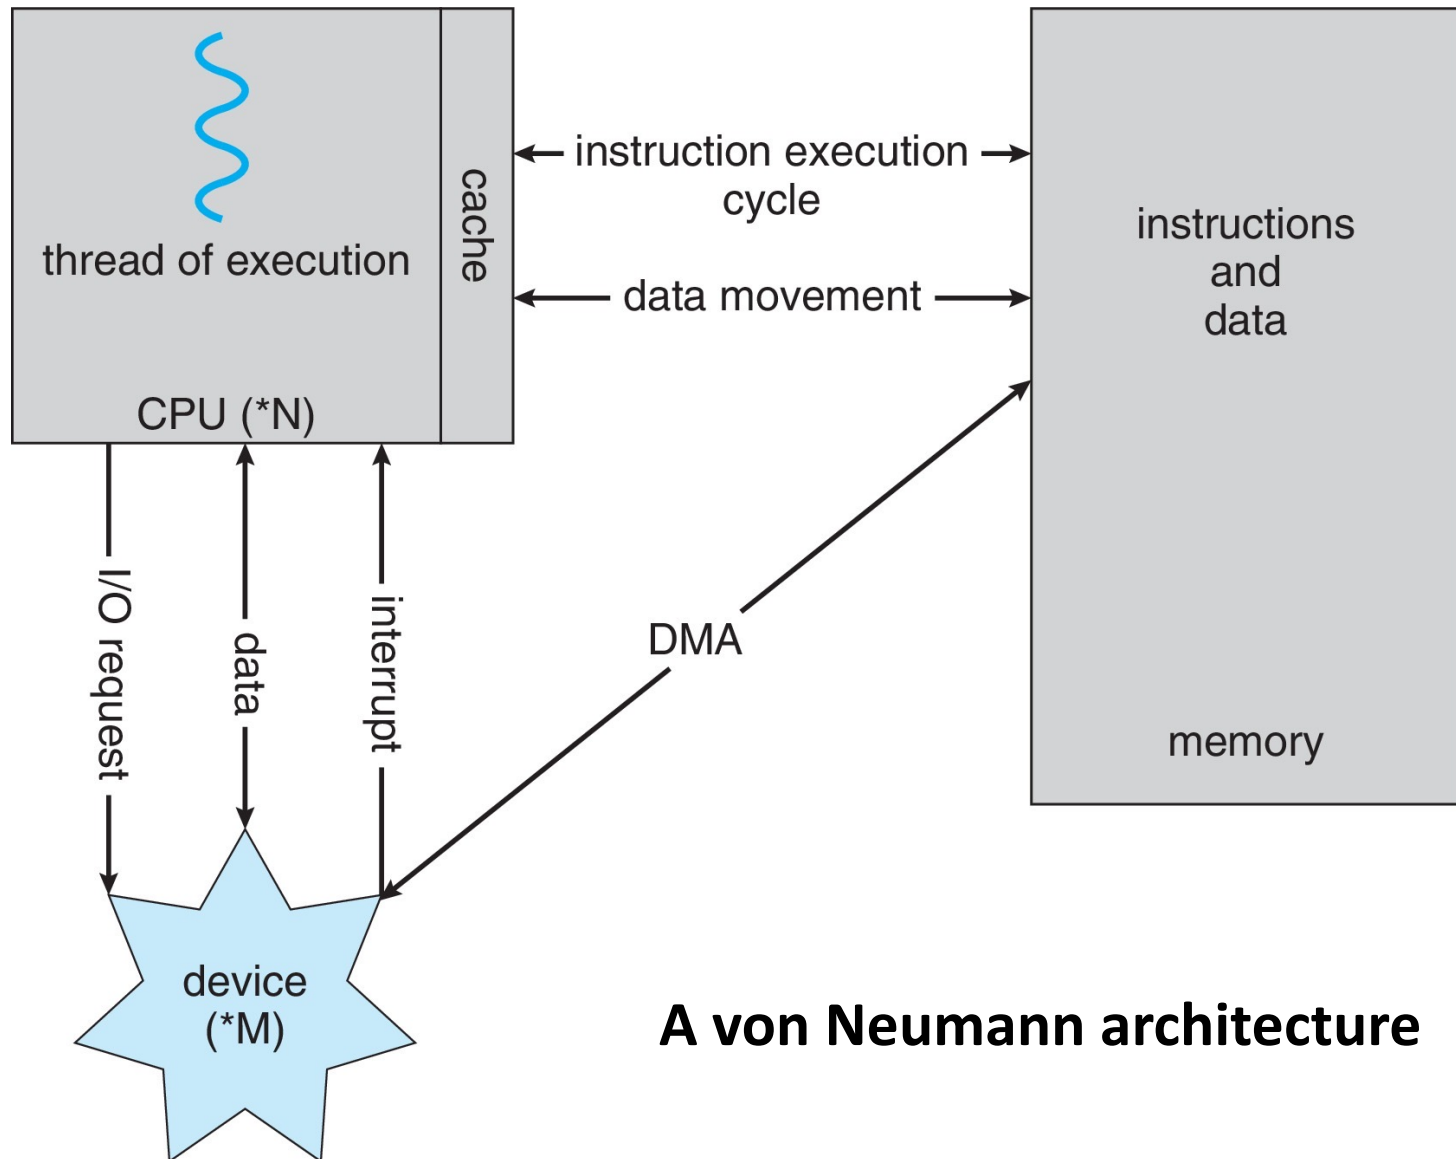 thread of execution
cache
CPU (*N)
instruction execution
cycle
data movement
instructions
and
data
memory
I/O request
data
interrupt
DMA
device
(*M)
A von Neumann architecture